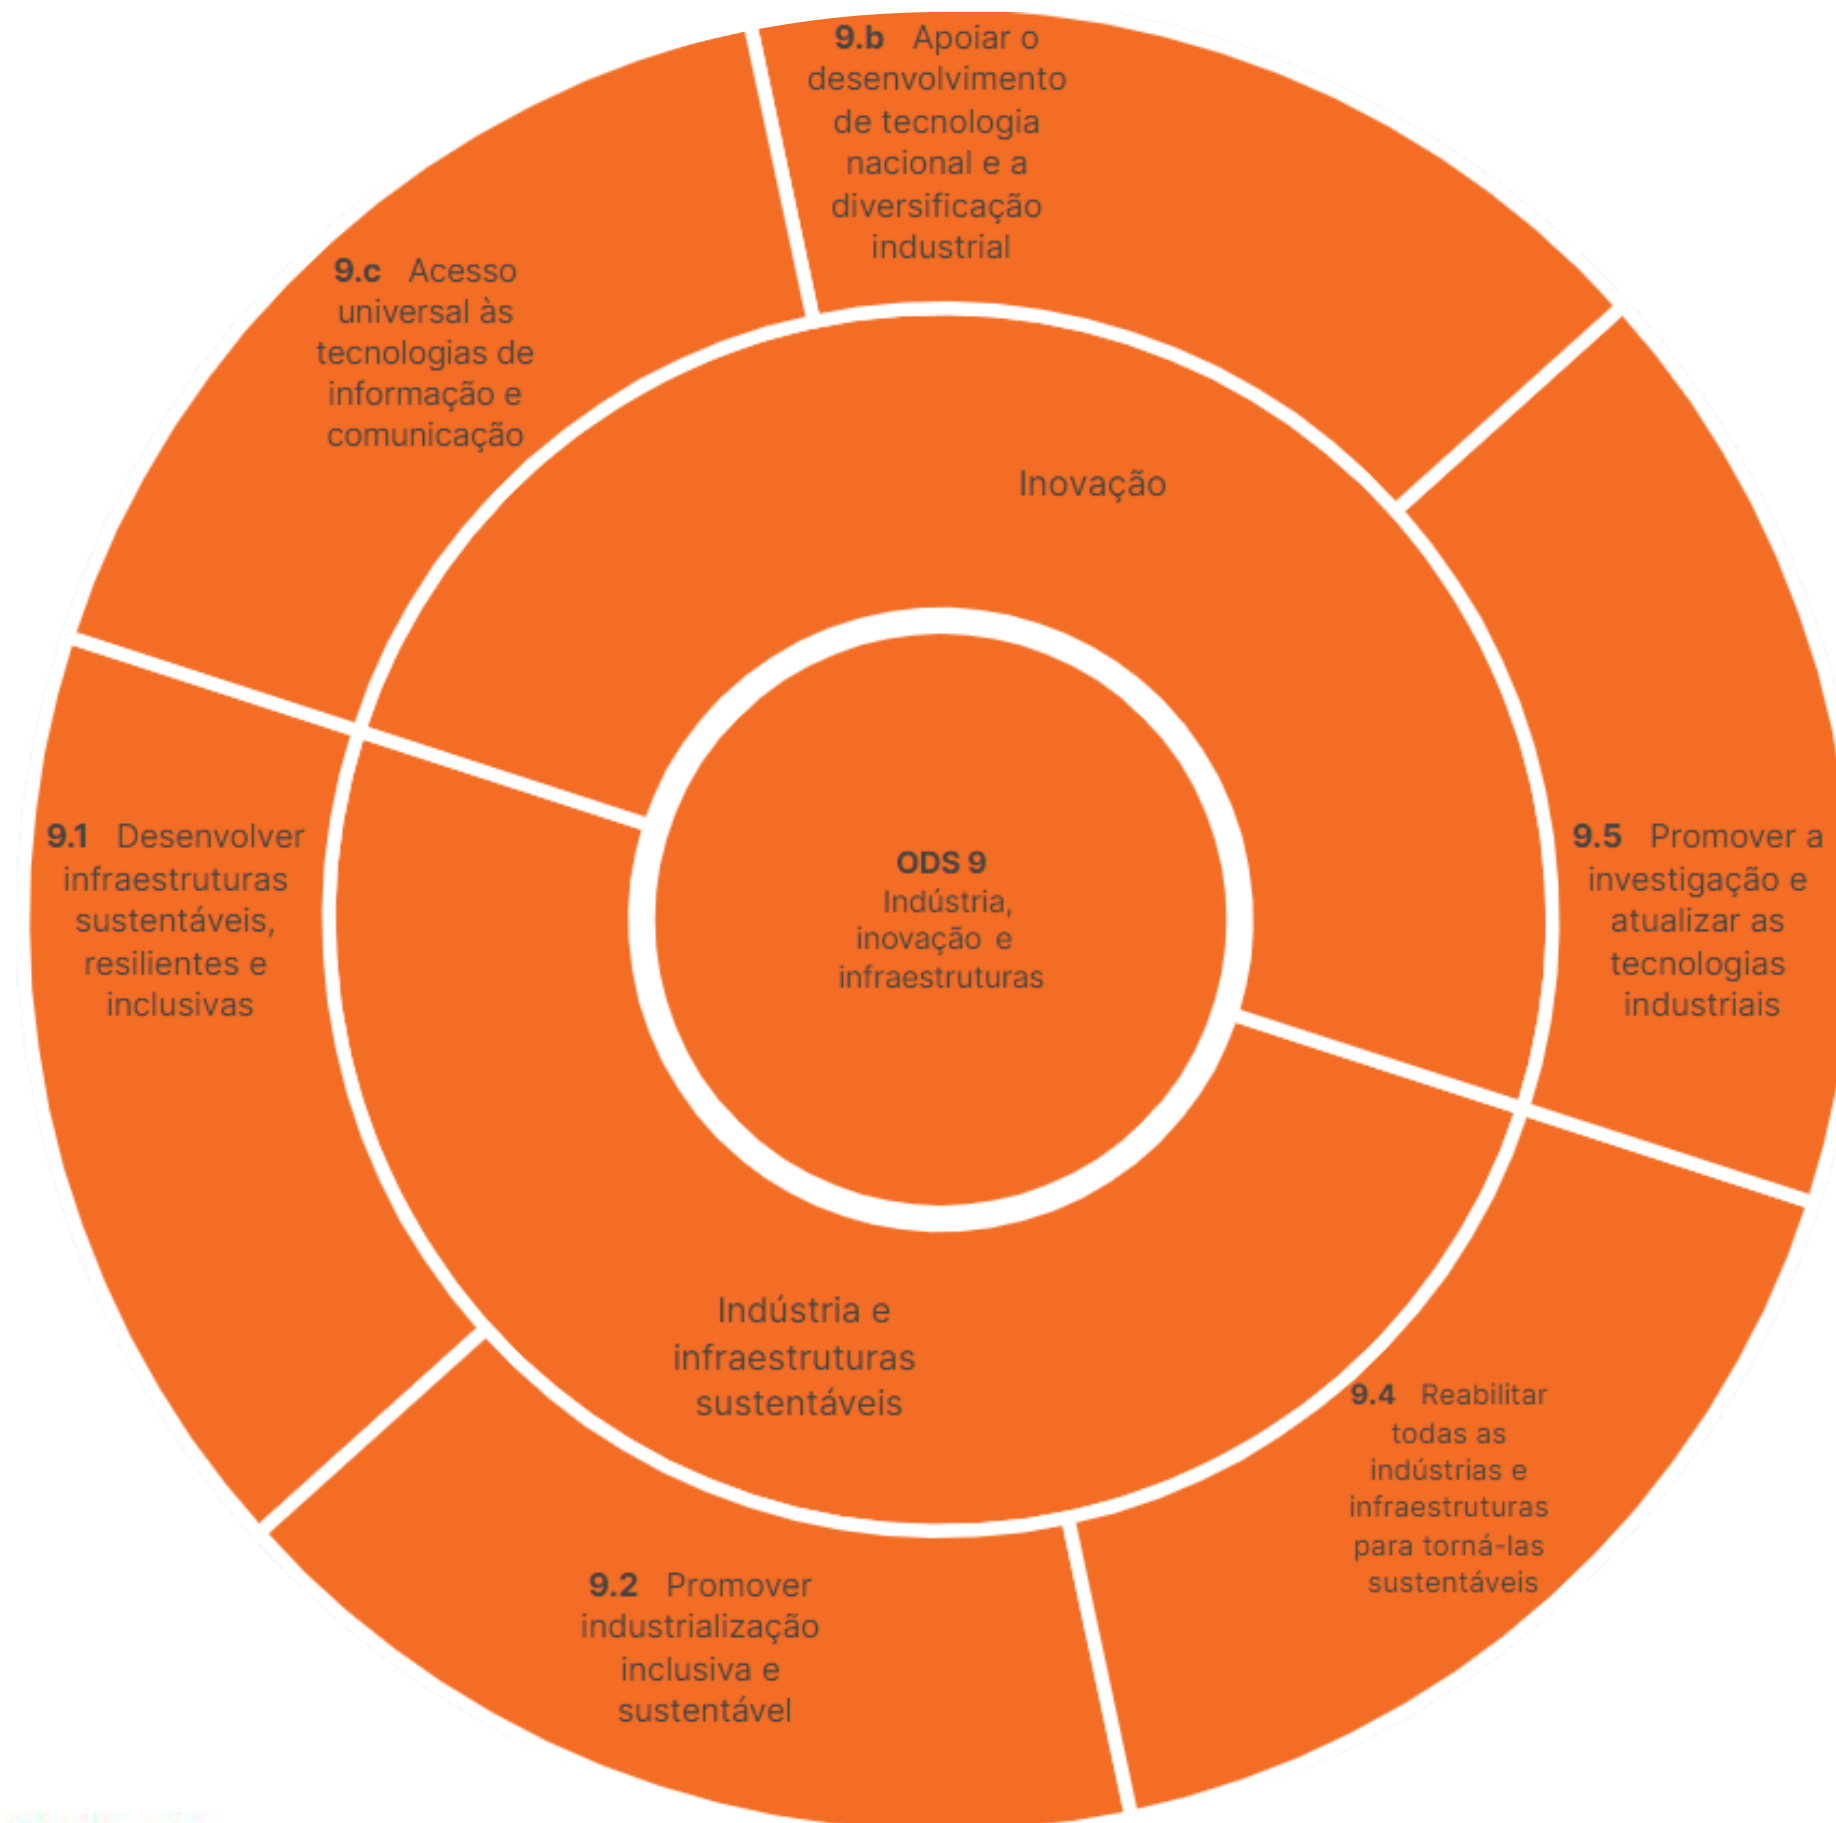 9.b Apoiar o
desenvolvimento
de tecnologia
nacional e a
diversificação
industrial
9.c Acesso
universal às
tecnologias de
informação e
comunicação
Inovação
9.1 Desenvolver
infraestruturas
sustentáveis,
resilientes e
inclusivas
ODS 9
Indústria,
inovação e
infraestruturas
9.5 Promover a
investigação e
atualizar as
tecnologias
industriais
Indústria e
infraestruturas
sustentáveis
9.4 Reabilitar
todas as
indústrias e
infraestruturas
para torná-las
sustentáveis
9.2 Promover
industrialização
inclusiva e
sustentável